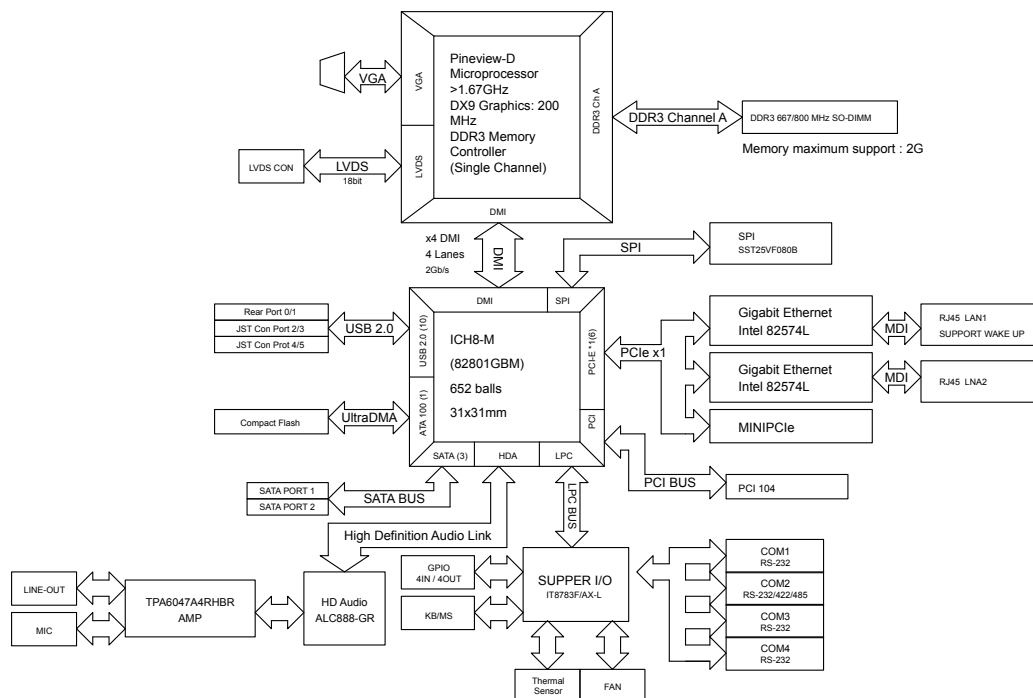 Pineview-D
Microprocessor
>1.67GHz
DX9 Graphics: 200
MHz
DDR3 Memory
Controller
(Single Channel)
VGA
VGA
LVDS
DDR3 Ch A
DMI
DDR3 Channel A
DDR3 667/800 MHz SO-DIMM
Memory maximum support : 2G
LVDS CON
LVDS
18bit
x4 DMI
4 Lanes
2Gb/s
DMI
SPI
SPI
SST25VF080B
DMI
SPI
USB 2.0 (10)
ATA 100 (1)
PCI-E *1(6)
PCI
SATA (3)
HDA
LPC
ICH8-M
(82801GBM)
652 balls
31x31mm
Rear Port 0/1
JST Con Port 2/3
JST Con Prot 4/5
USB 2.0
PCIe x1
Gigabit Ethernet
Intel 82574L
MDI
RJ45 LAN1
SUPPORT WAKE UP
Gigabit Ethernet
Intel 82574L
MDI
RJ45 LNA2
MINIPCIe
Compact Flash
UltraDMA
SATA PORT 1
SATA PORT 2
SATA BUS
PCI BUS
PCI 104
LPC BUS
High Definition Audio Link
LINE-OUT
MIC
TPA6047A4RHBR
AMP
HD Audio
ALC888-GR
GPIO
4IN / 4OUT
KB/MS
SUPPER I/O
IT8783F/AX-L
COM1
RS-232
COM2
RS-232/422/485
COM3
RS-232
COM4
RS-232
Thermal
Sensor
FAN